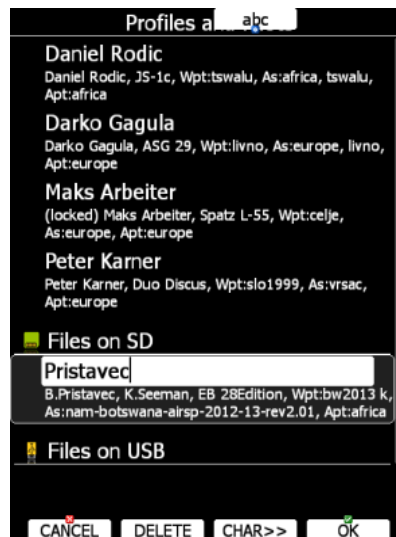 Profiles a
abc
Daniel Rodic
Daniel Rodic, JS-1c, Wpt:tswalu, As:africa, tswalu,
Apt:africa
Darko Gagula
Darko Gagula, ASG 29, Wpt:livno, As:europe, livno,
Apt:europe
Maks Arbeiter
(locked) Maks Arbeiter, Spatz L-55, Wpt:celje,
As:europe, Apt:europe
Peter Karner
Peter Karner, Duo Discus, Wpt:slo1999, As:vrsac,
Apt:europe
Files on SD
Pristavec
B.Pristavec, K.Seeman, EB 28Edition, Wpt:bw2013 k,
As:nam-botswana-airsp-2012-13-rev2.01, Apt:africa
Files on USB
CANCEL DELETE CHAR>> OK